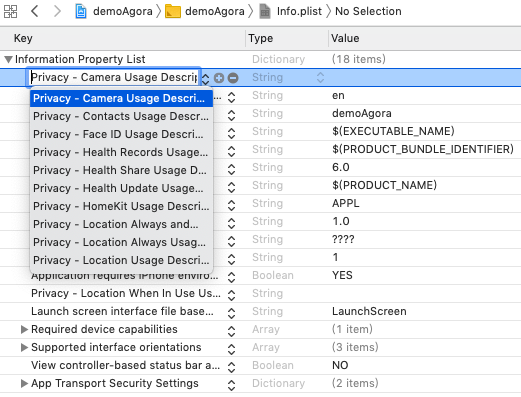 demoAgora > demoAgora > Info.plist > No Selection
Key Type Value
Information Property List Dictionary (18 items)
Privacy - Camera Usage Descrip String
Privacy - Camera Usage Descri... ... en
Privacy - Contacts Usage Descr... String demoAgora
Privacy - Face ID Usage Descri... String $(EXECUTABLE_NAME)
Privacy - Health Records Usage... String $(PRODUCT_BUNDLE_IDENTIFIER)
Privacy - Health Share Usage D... String 6.0
Privacy - Health Update Usage... String $(PRODUCT_NAME)
Privacy - HomeKit Usage Descri... String APPL
Privacy - Location Always and... String 1.0
Privacy - Location Always Usag... String ????
Privacy - Location Usage Descri... String 1
Application requires iPhone enviro... Boolean YES
Privacy - Location When In Use Us... String
Launch screen interface file base... String LaunchScreen
Required device capabilities Array (1 item)
Supported interface orientations Array (3 items)
View controller-based status bar a... Boolean NO
App Transport Security Settings Dictionary (2 items)